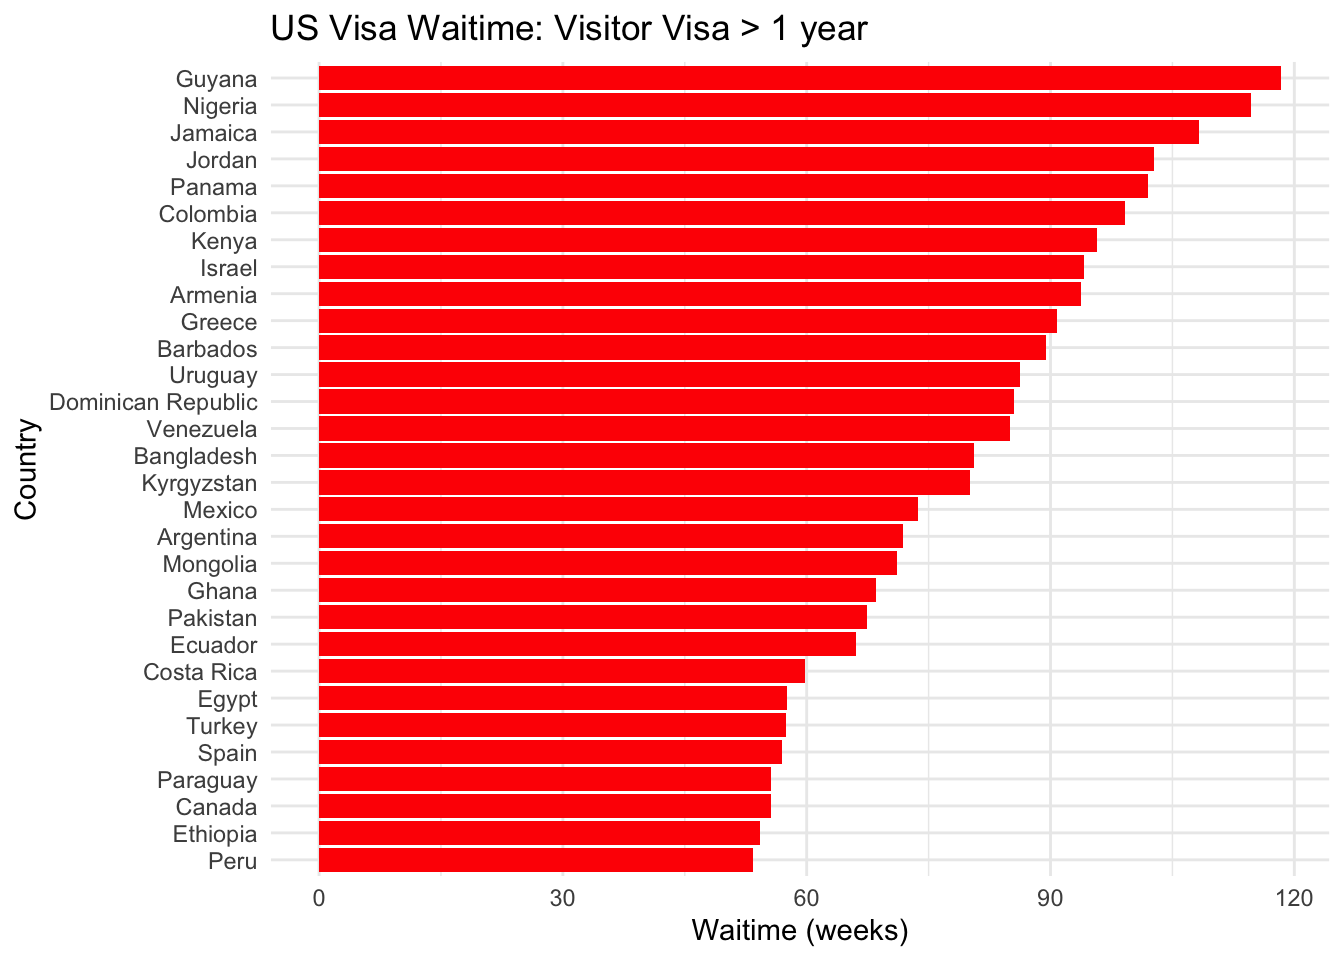 US Visa Waitime: Visitor Visa > 1 year
Guyana
Nigeria
Jamaica
Jordan
Panama
Colombia
Kenya
Israel
Armenia
Greece
Barbados
Uruguay
Dominican Republic
Venezuela
Bangladesh
Kyrgyzstan
Mexico
Argentina
Mongolia
Ghana
Pakistan
Ecuador
Costa Rica
Egypt
Turkey
Spain
Paraguay
Canada
Ethiopia
Peru
Country
0 30 60 90 120
Waitime (weeks)